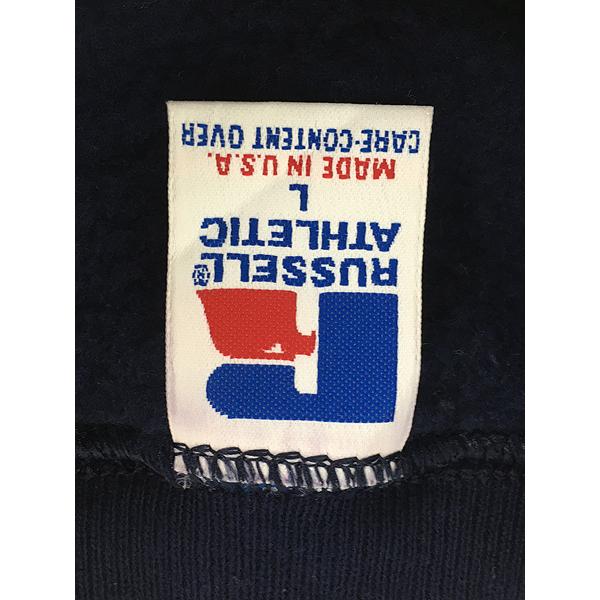 RUSSELL®
ATHLETIC
L
MADE IN U.S.A.
CARE-CONTENT OVER